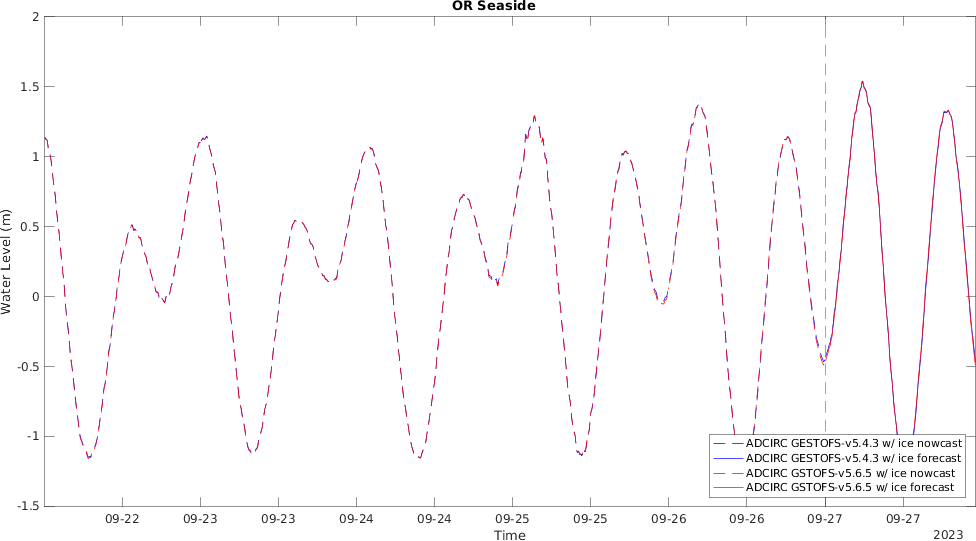 OR Seaside
2
1.5
1
0.5
0
-0.5
-1
-1.5
Water Level (m)
ADCIRC GESTOFS-v5.4.3 w/ ice nowcast
ADCIRC GESTOFS-v5.4.3 w/ ice forecast
ADCIRC GSTOFS-v5.6.5 w/ ice nowcast
ADCIRC GSTOFS-v5.6.5 w/ ice forecast
09-22 09-23 09-23 09-24 09-24 09-25 09-25 09-26 09-26 09-27 09-27
Time
2023